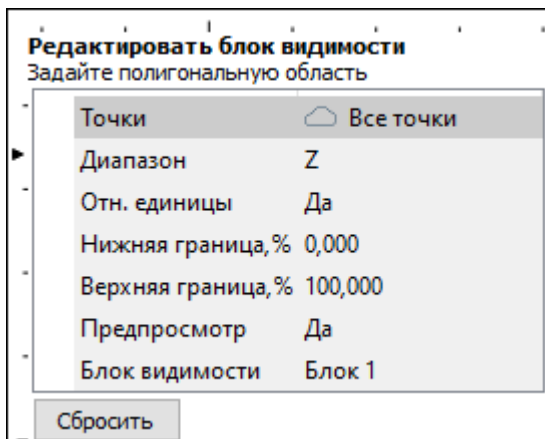 Редактировать блок видимости
Задайте полигональную область
Точки Все точки
Диапазон Z
Отн. единицы Да
Нижняя граница,% 0,000
Верхняя граница,% 100,000
Предпросмотр Да
Блок видимости Блок 1
Сбросить